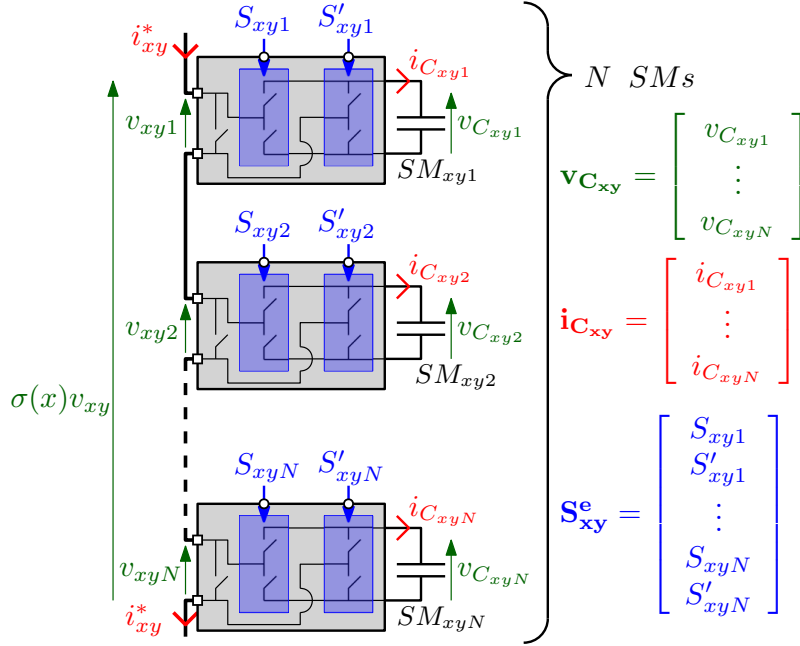 i*_{xy} S_{xy1} S'_{xy1}
i_{C_{xy1}}
v_{xy1} v_{C_{xy1}}
SM_{xy1}
S_{xy2} S'_{xy2}
i_{C_{xy2}}
v_{xy2} v_{C_{xy2}}
SM_{xy2}
σ(x)v_{xy}
S_{xyN} S'_{xyN}
i_{C_{xyN}}
v_{xyN} v_{C_{xyN}}
i*_{xy} SM_{xyN}
N SMs
v_{C_{xy}} = [ v_{C_{xy1}}
⋮
v_{C_{xyN}} ]
i_{C_{xy}} = [ i_{C_{xy1}}
⋮
i_{C_{xyN}} ]
S^e_{xy} = [ S_{xy1}
S'_{xy1}
⋮
S_{xyN}
S'_{xyN} ]